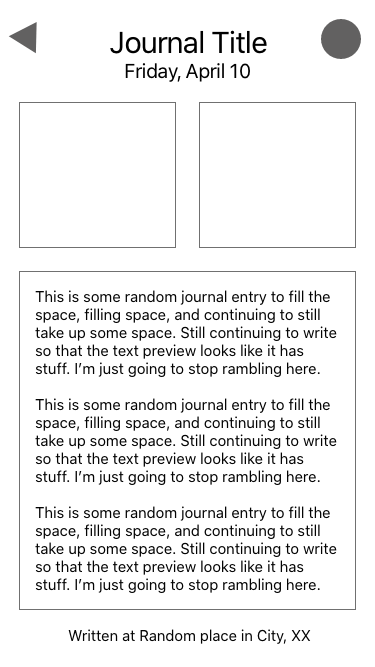 Journal Title
Friday, April 10
This is some random journal entry to fill the
space, filling space, and continuing to still
take up some space. Still continuing to write
so that the text preview looks like it has
stuff. I’m just going to stop rambling here.
This is some random journal entry to fill the
space, filling space, and continuing to still
take up some space. Still continuing to write
so that the text preview looks like it has
stuff. I’m just going to stop rambling here.
This is some random journal entry to fill the
space, filling space, and continuing to still
take up some space. Still continuing to write
so that the text preview looks like it has
stuff. I’m just going to stop rambling here.
Written at Random place in City, XX